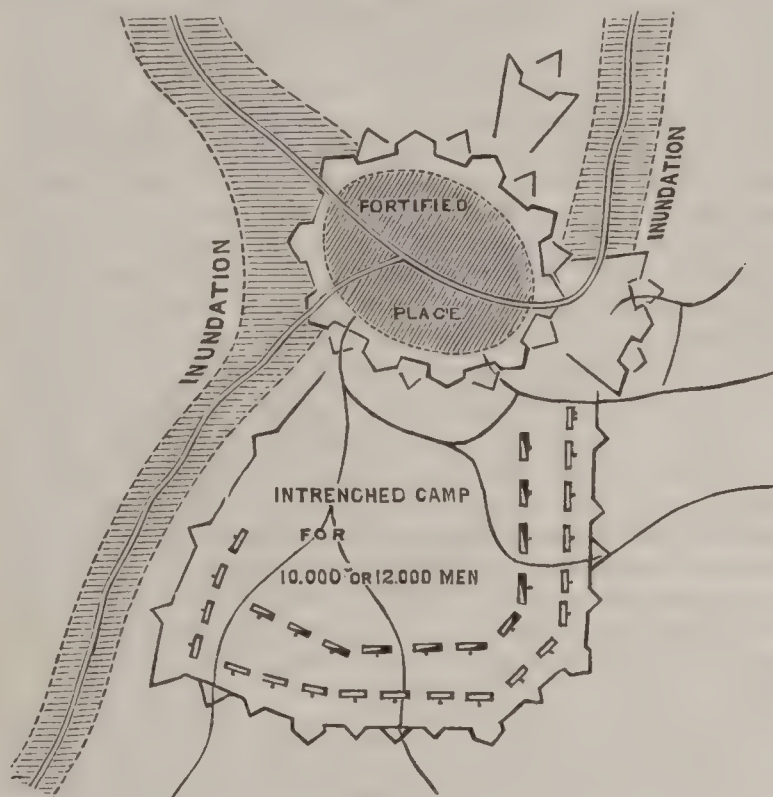 FORTIFIED
PLACE
INUNDATION
INUNDATION
INTRENCHED CAMP
FOR
10.000 OR 12.000 MEN